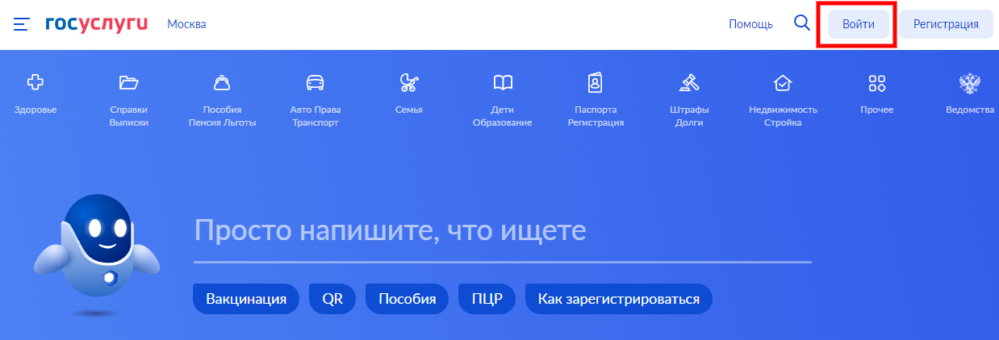 госуслуги Москва Помощь Войти Регистрация
Здоровье Справки Пособия Авто Права Семья Дети Паспорта Штрафы Недвижимость Прочее Ведомства
Выписки Пенсия Льготы Транспорт Образование Регистрация Долги Стройка
Просто напишите, что ищете
Вакцинация QR Пособия ПЦР Как зарегистрироваться